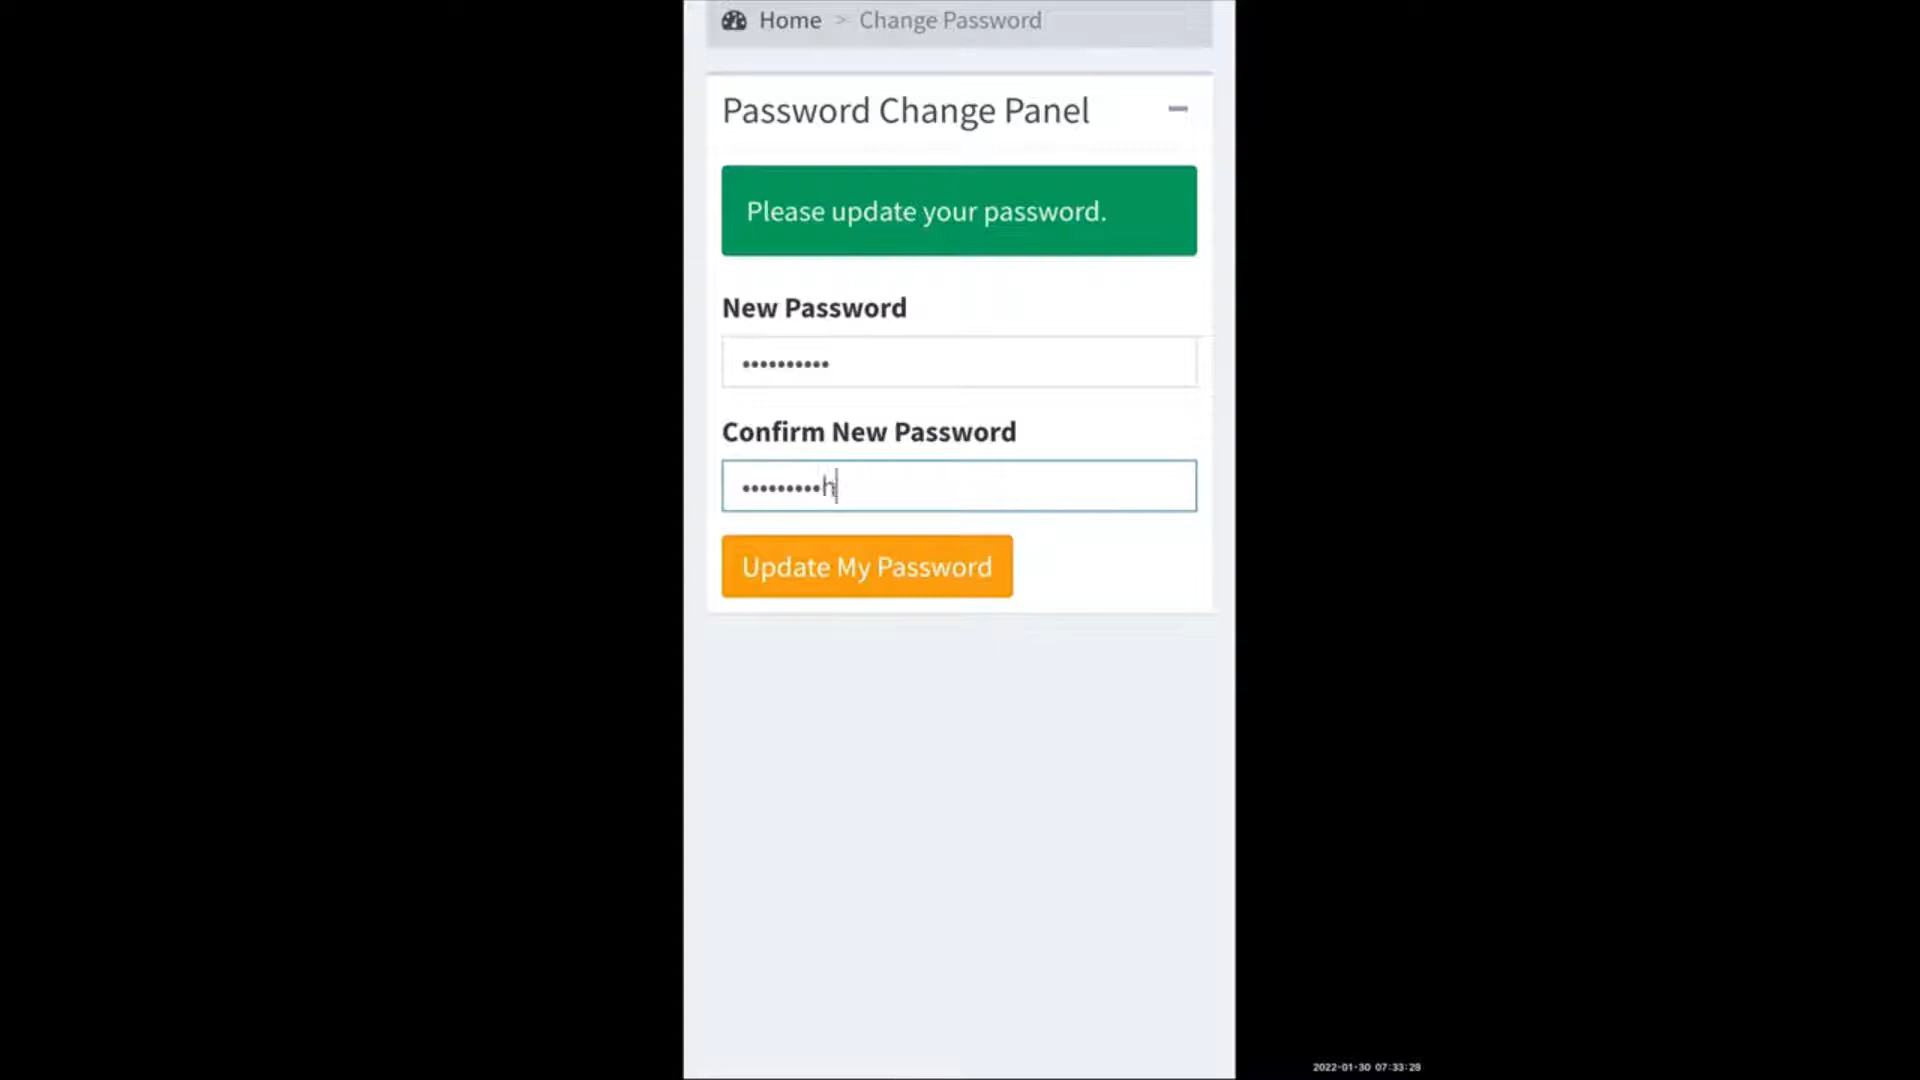 Home > Change Password
Password Change Panel
Please update your password.
New Password
••••••••••
Confirm New Password
•••••••••h
Update My Password
2022-01-30 07:33:28